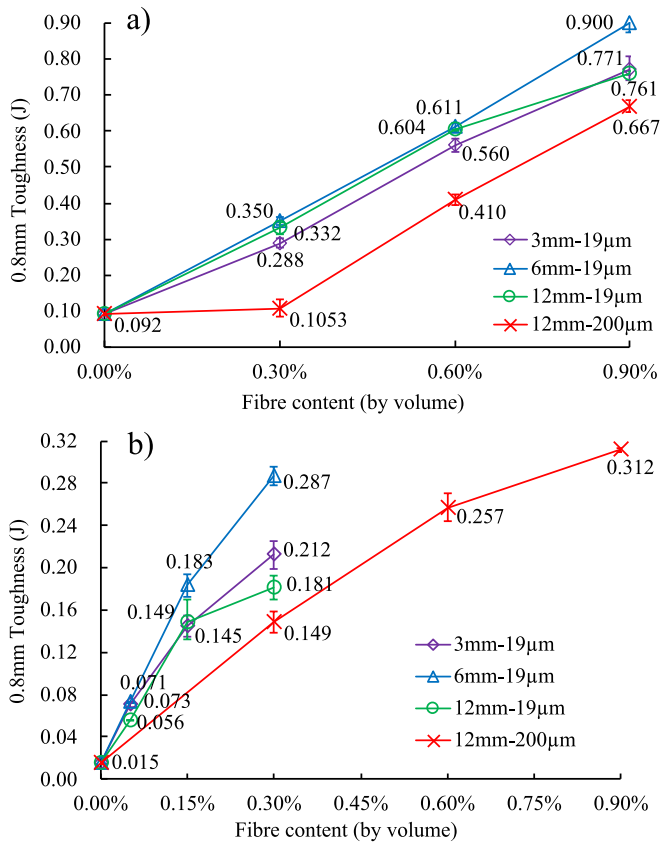 a)
0.90
0.80
0.70
0.60
0.50
0.40
0.30
0.20
0.10
0.00
0.8mm Toughness (J)
0.900
0.771
0.761
0.667
0.611
0.604
0.560
0.410
0.350
0.332
0.288
0.1053
0.092
3mm-19µm
6mm-19µm
12mm-19µm
12mm-200µm
0.00% 0.30% 0.60% 0.90%
Fibre content (by volume)
b)
0.32
0.28
0.24
0.20
0.16
0.12
0.08
0.04
0.00
0.8mm Toughness (J)
0.312
0.287
0.257
0.212
0.183
0.181
0.149
0.145
0.149
0.071
0.073
0.056
0.015
3mm-19µm
6mm-19µm
12mm-19µm
12mm-200µm
0.00% 0.15% 0.30% 0.45% 0.60% 0.75% 0.90%
Fibre content (by volume)